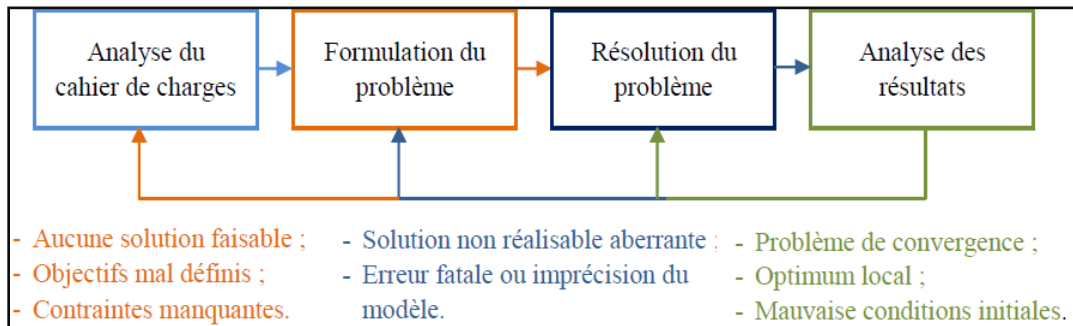 Analyse du
cahier de charges
Formulation du
problème
Résolution du
problème
Analyse des
résultats
- Aucune solution faisable ;
- Objectifs mal définis ;
- Contraintes manquantes.
- Solution non réalisable aberrante ;
- Erreur fatale ou imprécision du
modèle.
- Problème de convergence ;
- Optimum local ;
- Mauvaise conditions initiales.